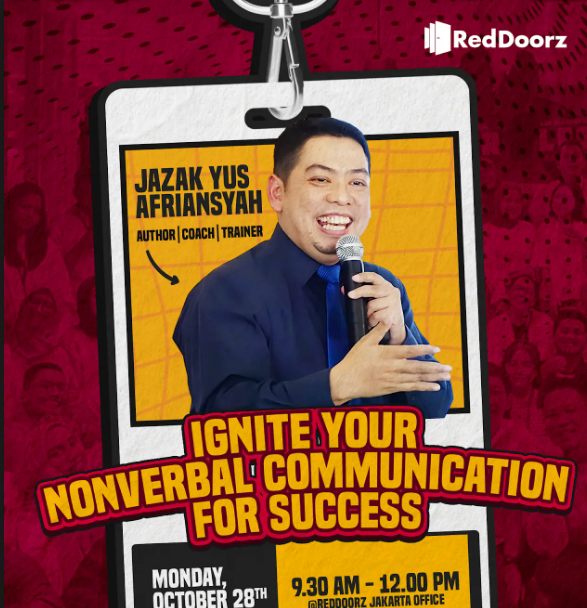 RedDoorz
JAZAK YUS
AFRIANSYAH
AUTHOR|COACH|TRAINER
IGNITE YOUR
NONVERBAL COMMUNICATION
FOR SUCCESS
MONDAY,
OCTOBER 28TH
9.30 AM - 12.00 PM
@REDDOORZ JAKARTA OFFICE